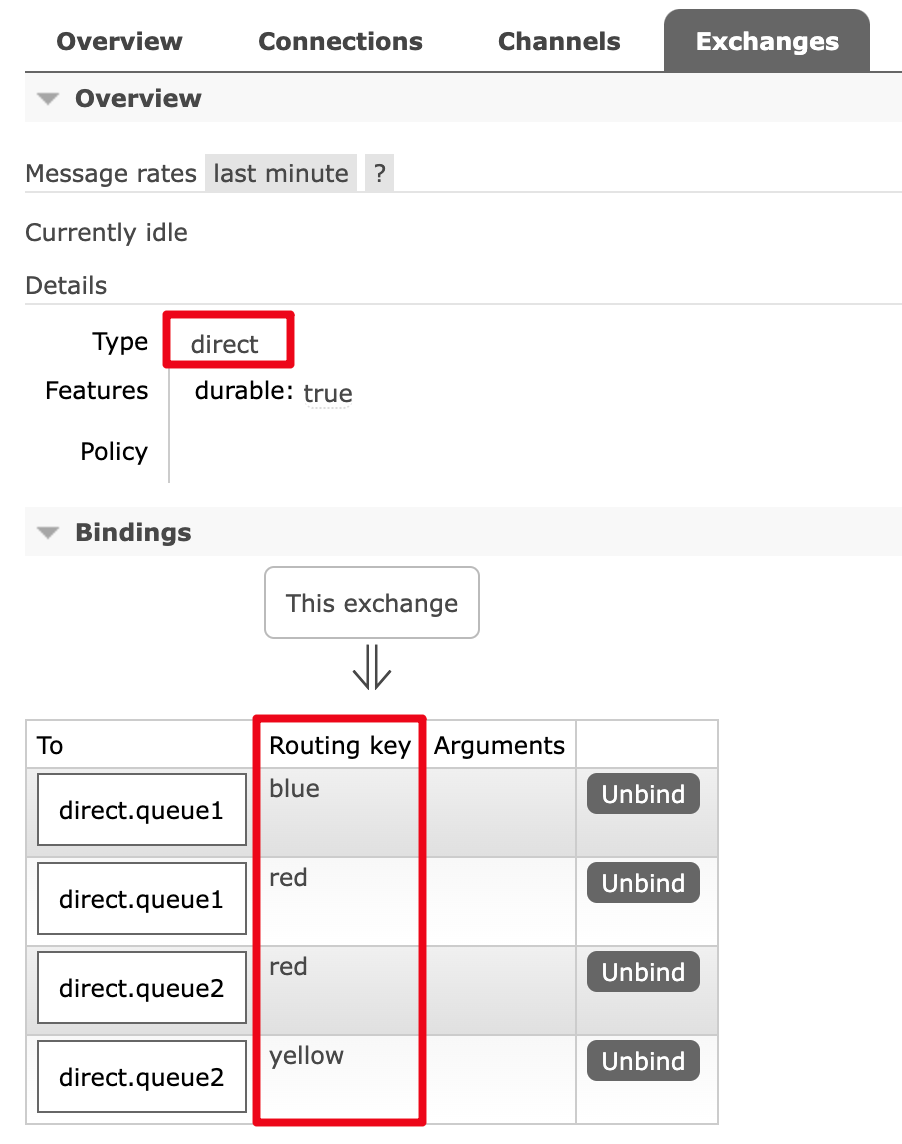 Overview Connections Channels Exchanges
Overview
Message rates last minute ?
Currently idle
Details
Type direct
Features durable: true
Policy
Bindings
This exchange
To Routing key Arguments
direct.queue1 blue Unbind
direct.queue1 red Unbind
direct.queue2 red Unbind
direct.queue2 yellow Unbind